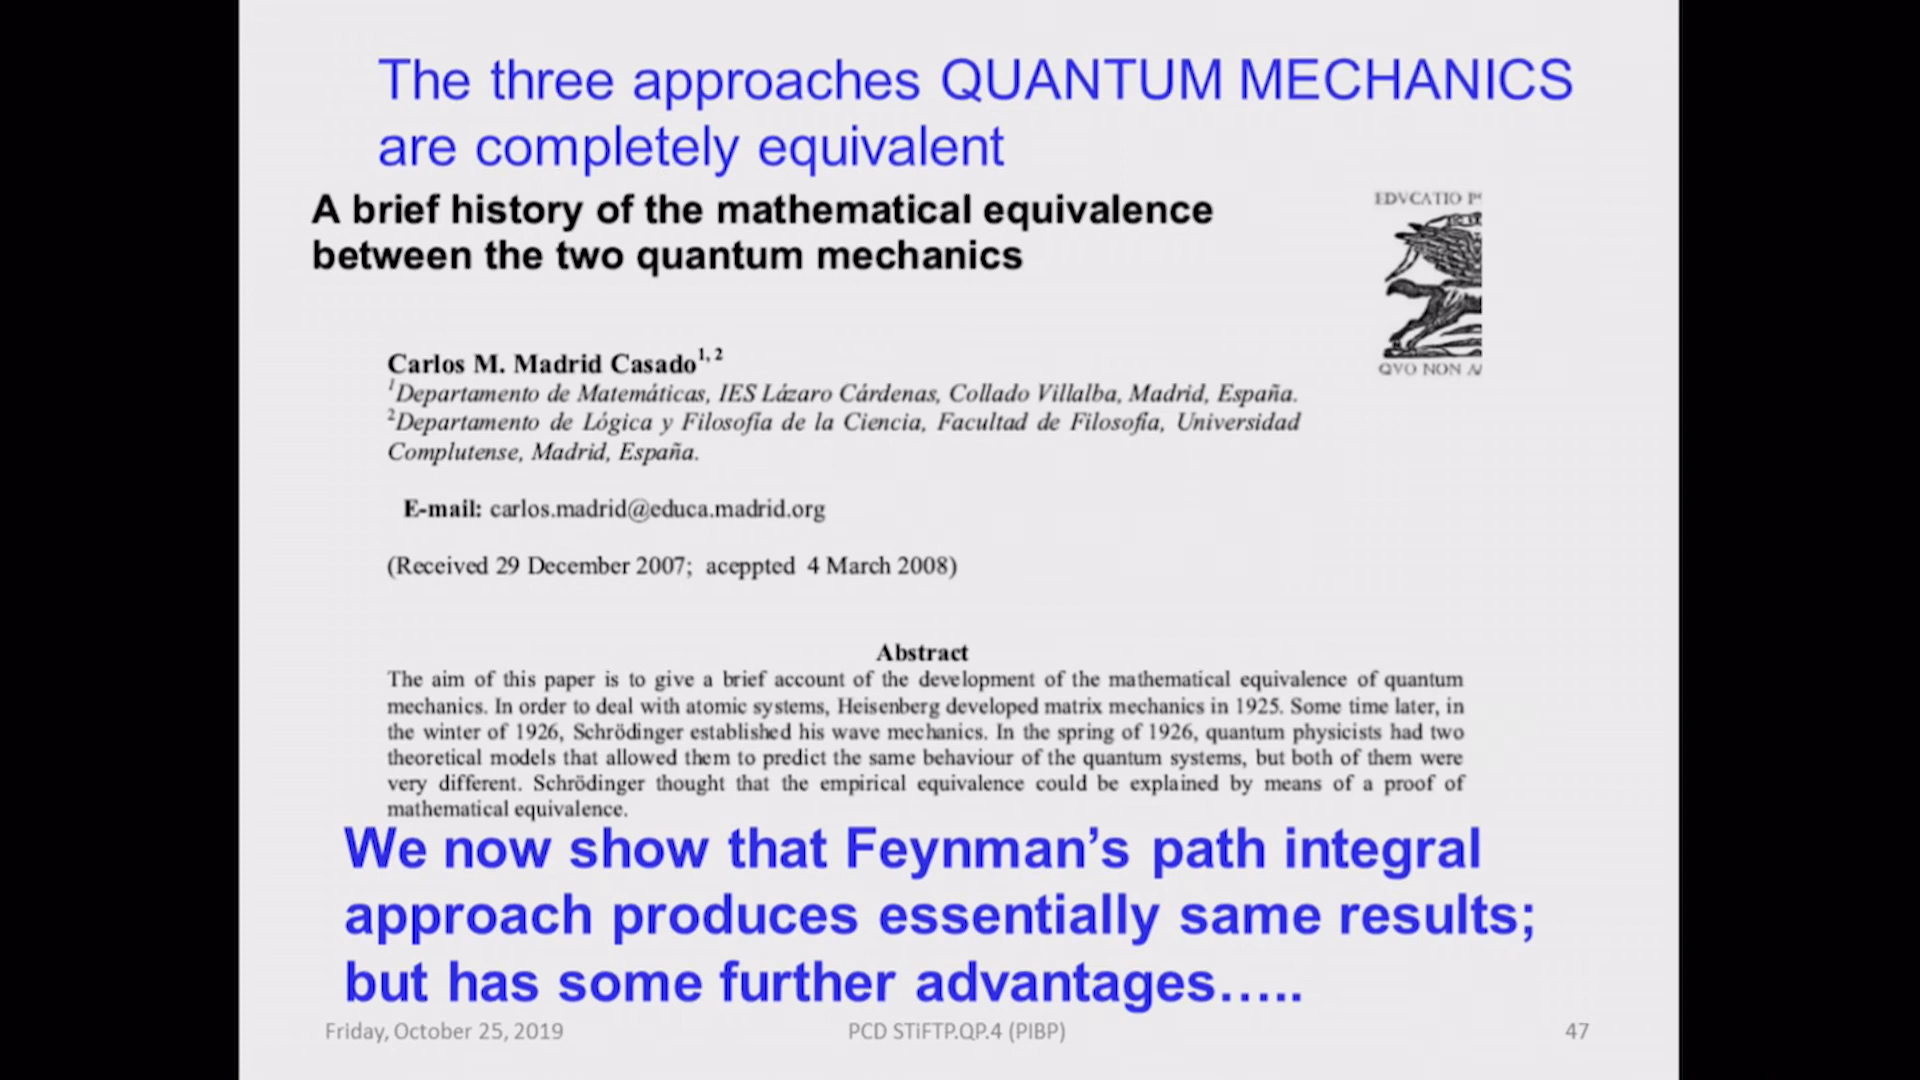 The three approaches QUANTUM MECHANICS
are completely equivalent
A brief history of the mathematical equivalence
between the two quantum mechanics
EDVCATIO
QVO NON
Carlos M. Madrid Casado1, 2
1Departamento de Matemáticas, IES Lázaro Cárdenas, Collado Villalba, Madrid, España.
2Departamento de Lógica y Filosofía de la Ciencia, Facultad de Filosofía, Universidad
Complutense, Madrid, España.
E-mail: carlos.madrid@educa.madrid.org
(Received 29 December 2007; aceppted 4 March 2008)
Abstract
The aim of this paper is to give a brief account of the development of the mathematical equivalence of quantum
mechanics. In order to deal with atomic systems, Heisenberg developed matrix mechanics in 1925. Some time later, in
the winter of 1926, Schrödinger established his wave mechanics. In the spring of 1926, quantum physicists had two
theoretical models that allowed them to predict the same behaviour of the quantum systems, but both of them were
very different. Schrödinger thought that the empirical equivalence could be explained by means of a proof of
mathematical equivalence.
We now show that Feynman’s path integral
approach produces essentially same results;
but has some further advantages…..
Friday, October 25, 2019
PCD STiFTP.QP.4 (PIBP)
47